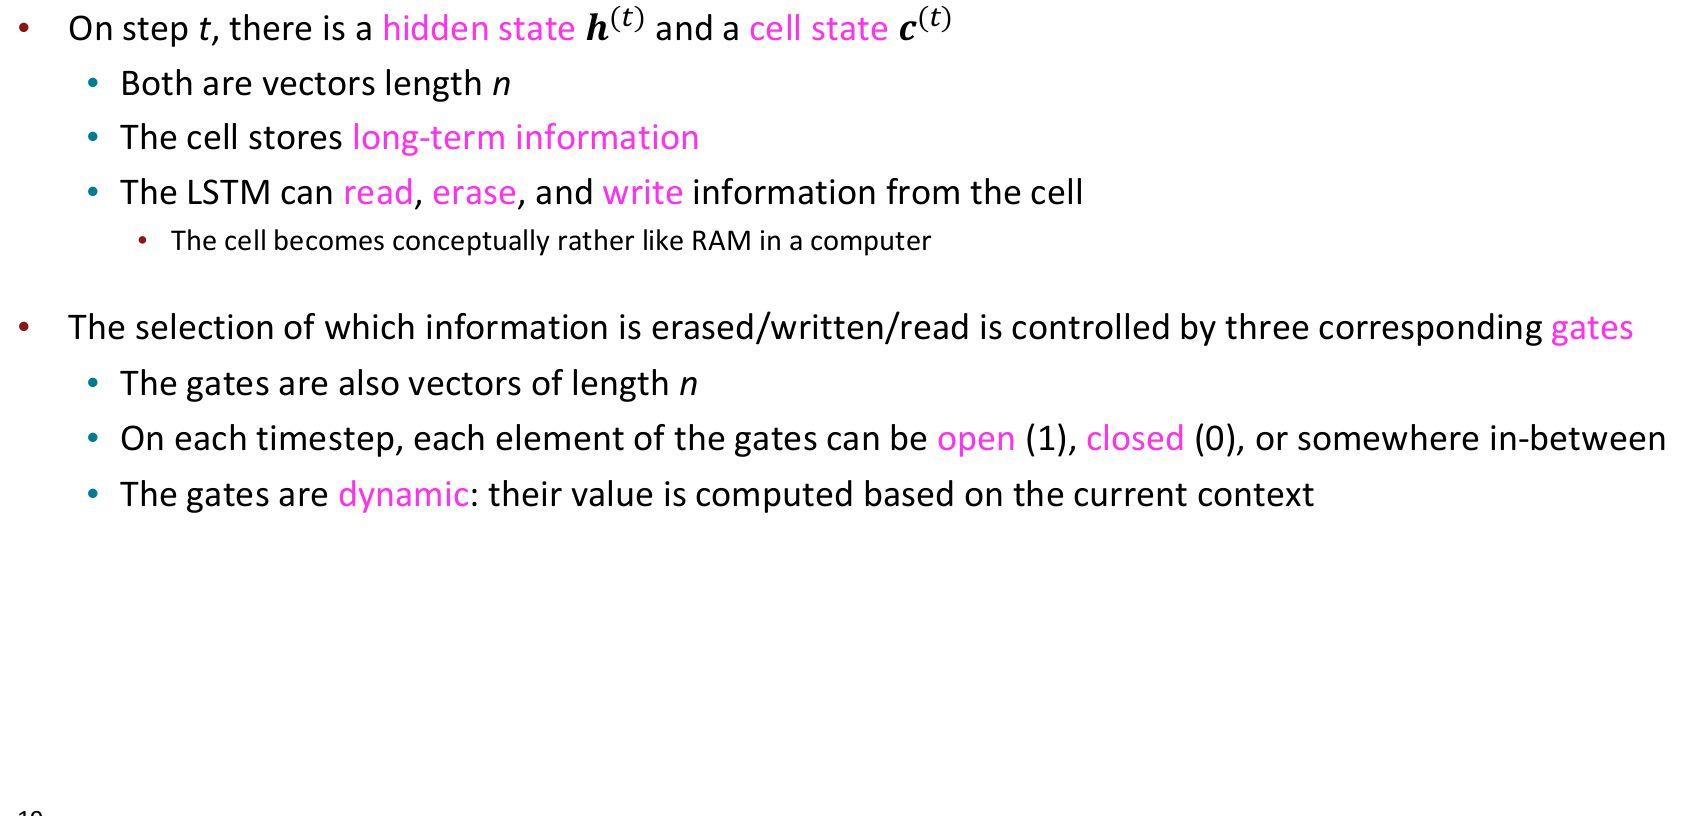 • On step t, there is a hidden state 𝒉⁽ᵗ⁾ and a cell state 𝒄⁽ᵗ⁾
• Both are vectors length n
• The cell stores long-term information
• The LSTM can read, erase, and write information from the cell
• The cell becomes conceptually rather like RAM in a computer
• The selection of which information is erased/written/read is controlled by three corresponding gates
• The gates are also vectors of length n
• On each timestep, each element of the gates can be open (1), closed (0), or somewhere in-between
• The gates are dynamic: their value is computed based on the current context